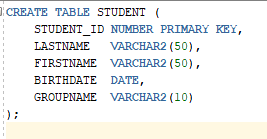 CREATE TABLE STUDENT (
    STUDENT_ID NUMBER PRIMARY KEY,
    LASTNAME   VARCHAR2(50),
    FIRSTNAME  VARCHAR2(50),
    BIRTHDATE  DATE,
    GROUPNAME  VARCHAR2(10)
);